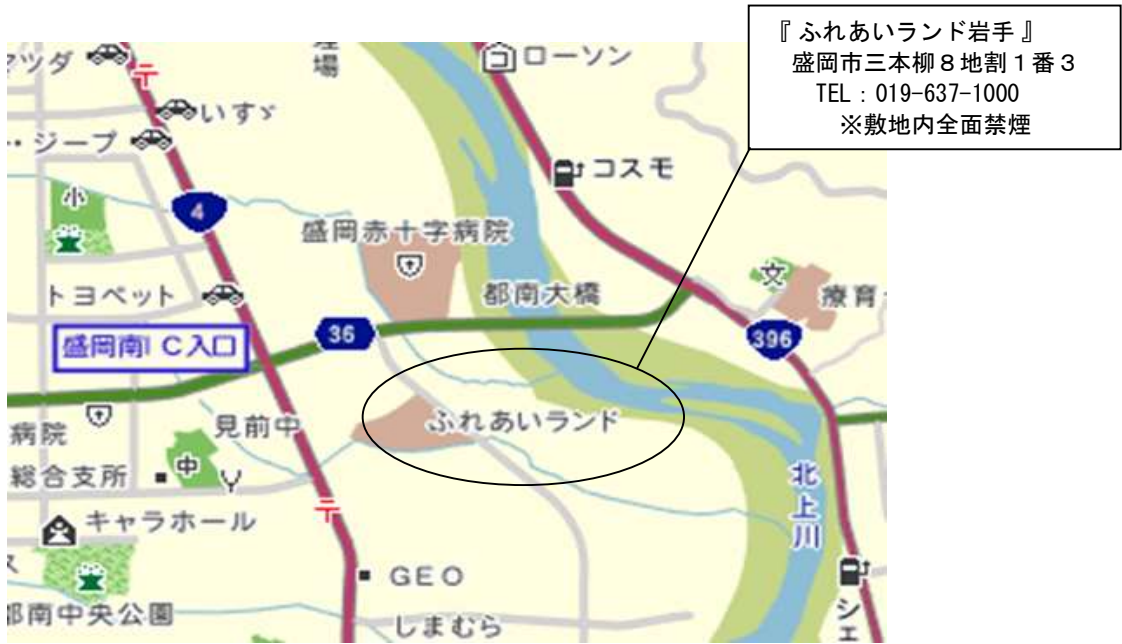 『ふれあいランド岩手』
盛岡市三本柳8地割1番3
TEL：019-637-1000
※敷地内全面禁煙
場
ローソン
いすゞ
ジープ
コスモ
小
4
盛岡赤十字病院
文
療育
トヨペット
都南大橋
盛岡南IC入口
36
396
病院
見前中
ふれあいランド
総合支所
中
北上川
キャラホール
GEO
都南中央公園
しまむら
シェ